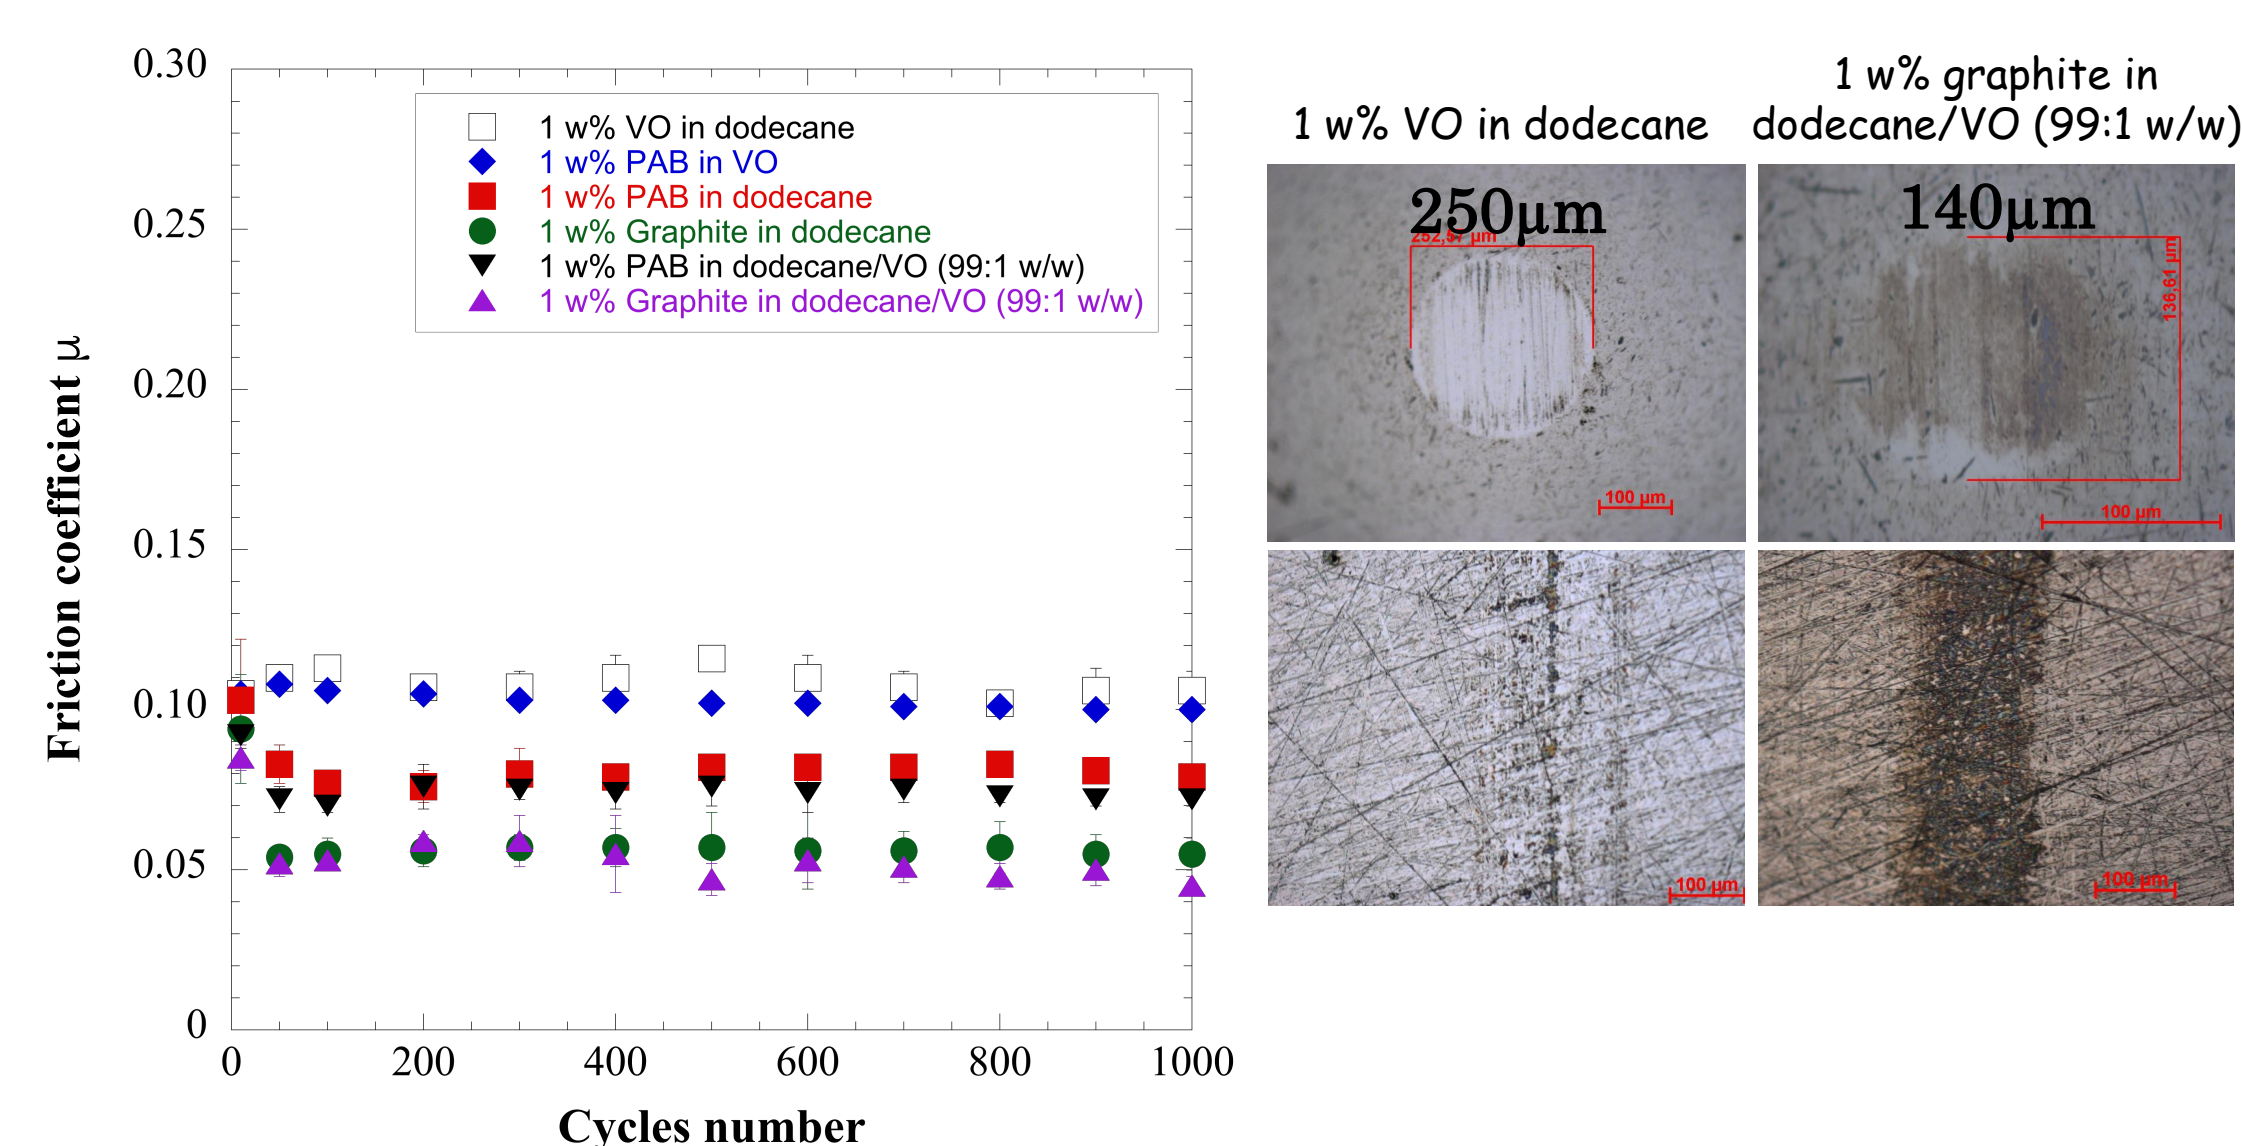 0.30
0.25
0.20
0.15
0.10
0.05
0
Friction coefficient μ
0 200 400 600 800 1000
Cycles number
1 w% VO in dodecane
1 w% PAB in VO
1 w% PAB in dodecane
1 w% Graphite in dodecane
1 w% PAB in dodecane/VO (99:1 w/w)
1 w% Graphite in dodecane/VO (99:1 w/w)
1 w% VO in dodecane
250μm
252,57 μm
100 μm
100 μm
1 w% graphite in
dodecane/VO (99:1 w/w)
140μm
136,61 μm
100 μm
100 μm